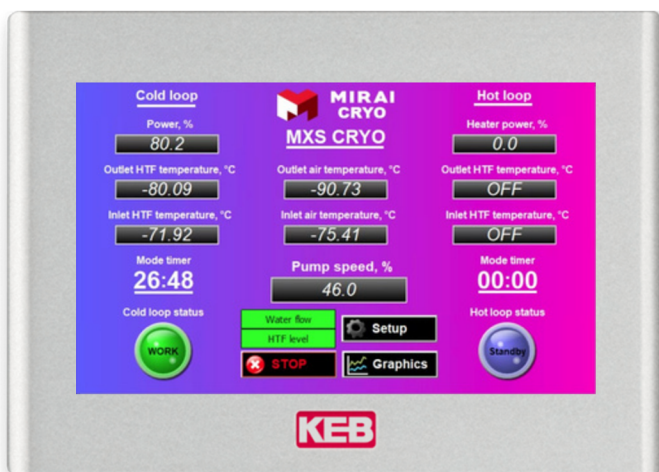 Cold loop
Power, %
80.2
Outlet HTF temperature, °C
-80.09
Inlet HTF temperature, °C
-71.92
Mode timer
26:48
Cold loop status
WORK
MIRAI
CRYO
MXS CRYO
Outlet air temperature, °C
-90.73
Inlet air temperature, °C
-75.41
Pump speed, %
46.0
Water flow
HTF level
STOP
Setup
Graphics
Hot loop
Heater power, %
0.0
Outlet HTF temperature, °C
OFF
Inlet HTF temperature, °C
OFF
Mode timer
00:00
Hot loop status
Standby
KEB